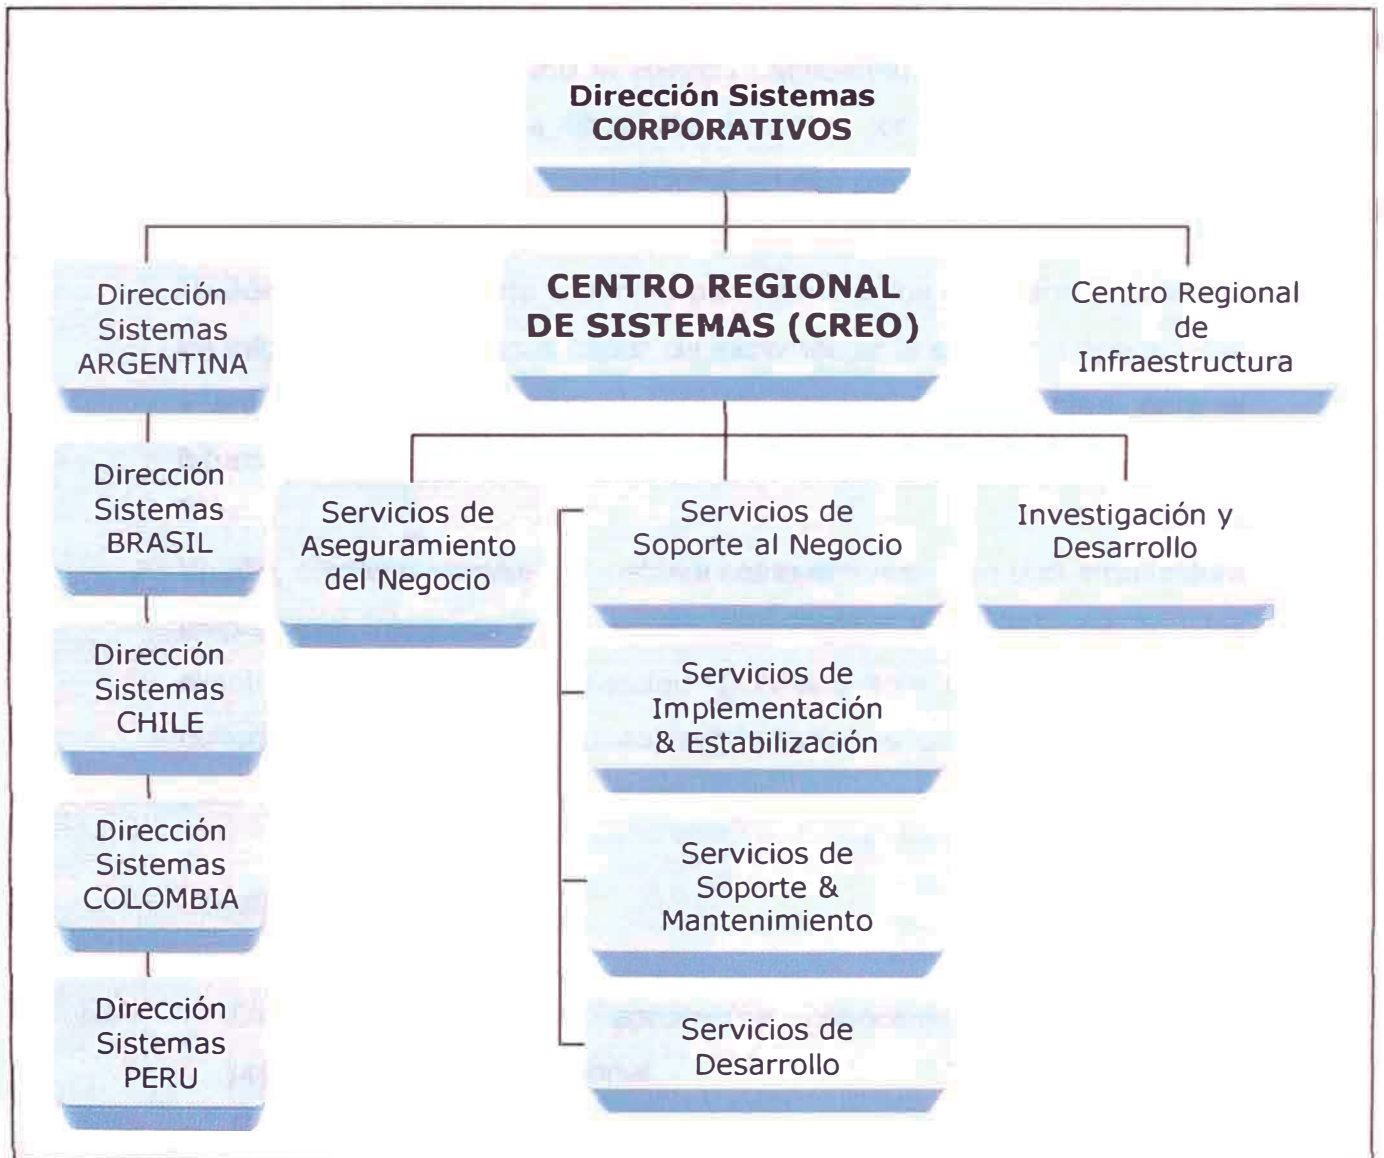 Dirección Sistemas
CORPORATIVOS
Dirección
Sistemas
ARGENTINA
CENTRO REGIONAL
DE SISTEMAS (CREO)
Centro Regional
de
Infraestructura
Dirección
Sistemas
BRASIL
Dirección
Sistemas
CHILE
Dirección
Sistemas
COLOMBIA
Dirección
Sistemas
PERU
Servicios de
Aseguramiento
del Negocio
Servicios de
Soporte al Negocio
Investigación y
Desarrollo
Servicios de
Implementación
& Estabilización
Servicios de
Soporte &
Mantenimiento
Servicios de
Desarrollo